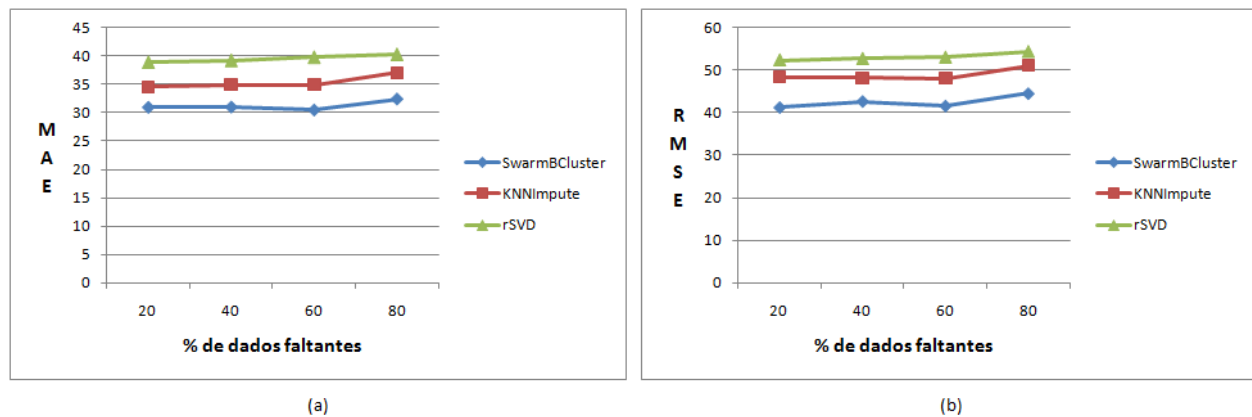 45
40
35
30
25
20
15
10
5
0
M
A
E
20 40 60 80
% de dados faltantes
SwarmBCluster
KNNImpute
rSVD
(a)
60
50
40
30
20
10
0
R
M
S
E
20 40 60 80
% de dados faltantes
SwarmBCluster
KNNImpute
rSVD
(b)